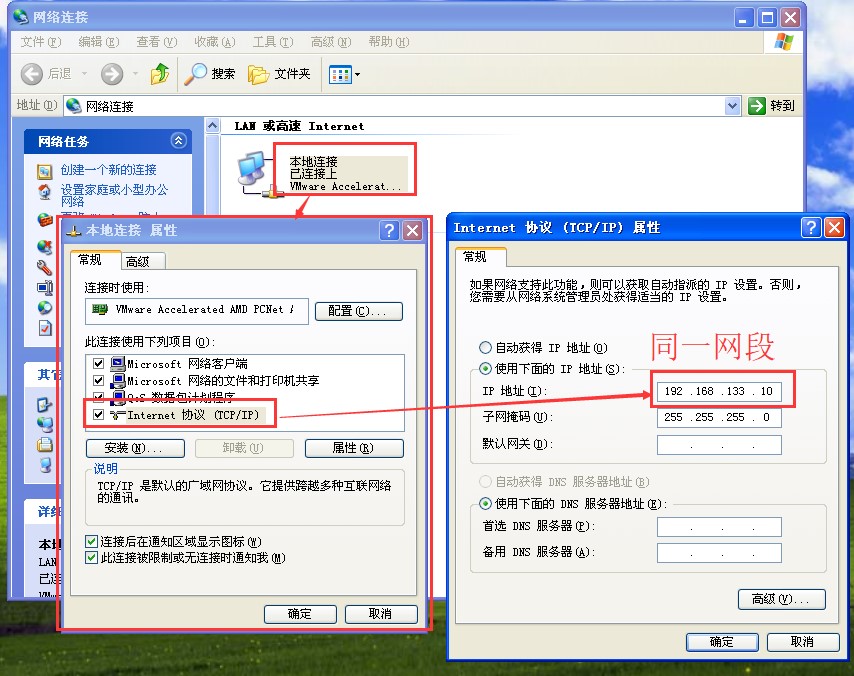 网络连接
文件(F) 编辑(E) 查看(V) 收藏(A) 工具(T) 高级(N) 帮助(H)
后退 搜索 文件夹
地址(D) 网络连接 转到
网络任务
创建一个新的连接
设置家庭或小型办公
网络
LAN 或高速 Internet
本地连接
已连接上
VMware Accelerat...
本地连接 属性
常规 高级
连接时使用:
VMware Accelerated AMD PCNet
配置(C)...
此连接使用下列项目(O):
Microsoft 网络客户端
Microsoft 网络的文件和打印机共享
QoS 数据包计划程序
Internet 协议 (TCP/IP)
安装(N)... 卸载(U) 属性(R)
说明
TCP/IP 是默认的广域网协议。它提供跨越多种互联网络
的通讯。
连接后在通知区域显示图标(W)
此连接被限制或无连接时通知我(M)
确定 取消
Internet 协议 (TCP/IP) 属性
常规
如果网络支持此功能，则可以获取自动指派的 IP 设置。否则，
您需要从网络系统管理员处获得适当的 IP 设置。
自动获得 IP 地址(O)
同一网段
使用下面的 IP 地址(S):
IP 地址(I): 192 .168 .133 . 10
子网掩码(U): 255 .255 .255 . 0
默认网关(D): . . .
自动获得 DNS 服务器地址(B)
使用下面的 DNS 服务器地址(E):
首选 DNS 服务器(P): . . .
备用 DNS 服务器(A): . . .
高级(V)...
确定 取消
其它
详细
LAN